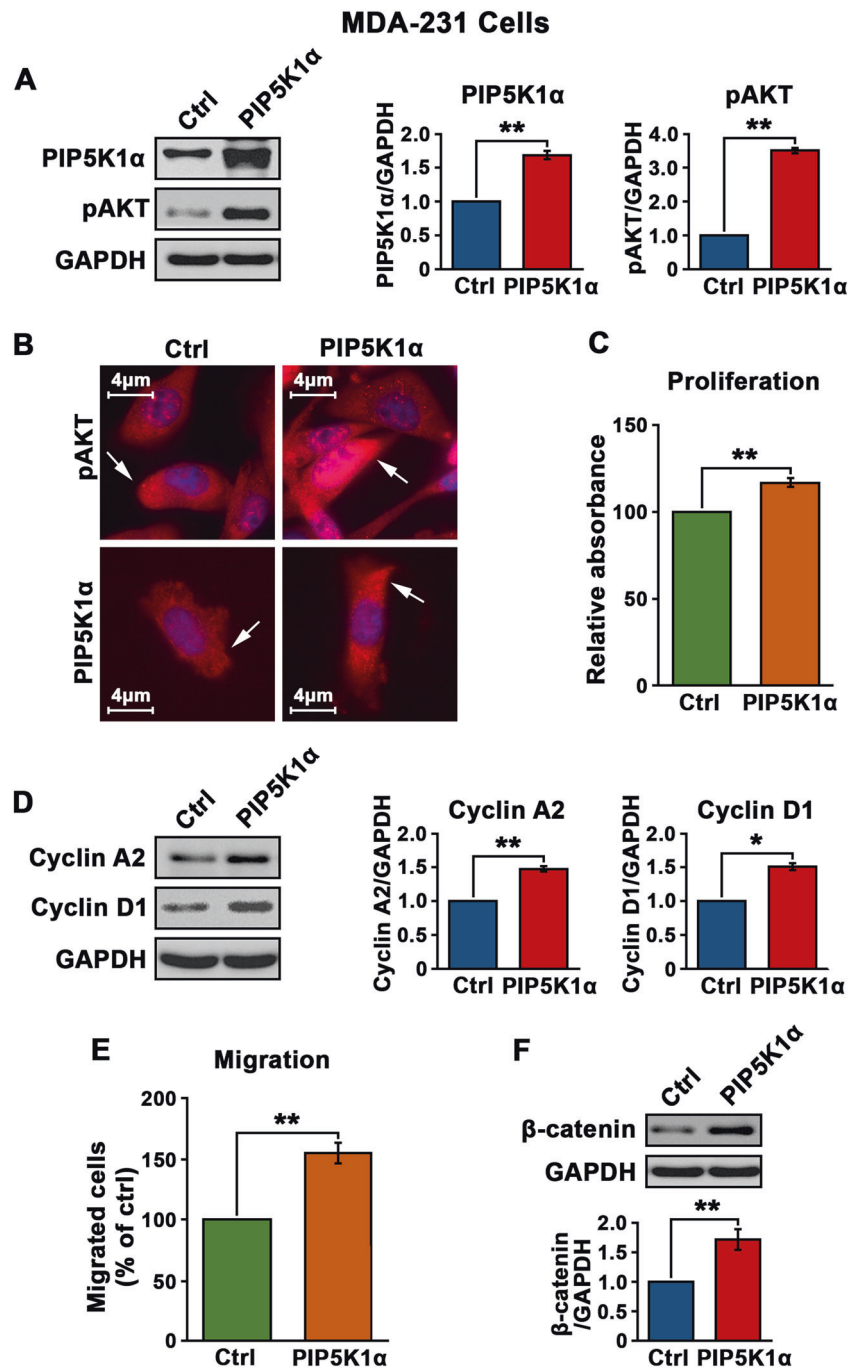 MDA-231 Cells
A
Ctrl
PIP5K1α
PIP5K1α
pAKT
GAPDH
PIP5K1α
**
PIP5K1α/GAPDH
2.0
1.5
1.0
0.5
0
Ctrl PIP5K1α
pAKT
**
pAKT/GAPDH
4.0
3.0
2.0
1.0
0
Ctrl PIP5K1α
B
Ctrl
PIP5K1α
pAKT
4μm
4μm
PIP5K1α
4μm
4μm
C
Proliferation
**
Relative absorbance
150
100
50
0
Ctrl PIP5K1α
D
Ctrl
PIP5K1α
Cyclin A2
Cyclin D1
GAPDH
Cyclin A2
**
Cyclin A2/GAPDH
2.0
1.5
1.0
0.5
0
Ctrl PIP5K1α
Cyclin D1
*
Cyclin D1/GAPDH
2.0
1.5
1.0
0.5
0
Ctrl PIP5K1α
E
Migration
**
Migrated cells
(% of ctrl)
200
150
100
50
0
Ctrl PIP5K1α
F
Ctrl
PIP5K1α
β-catenin
GAPDH
**
β-catenin
/GAPDH
2.0
1.5
1.0
0.5
0
Ctrl PIP5K1α